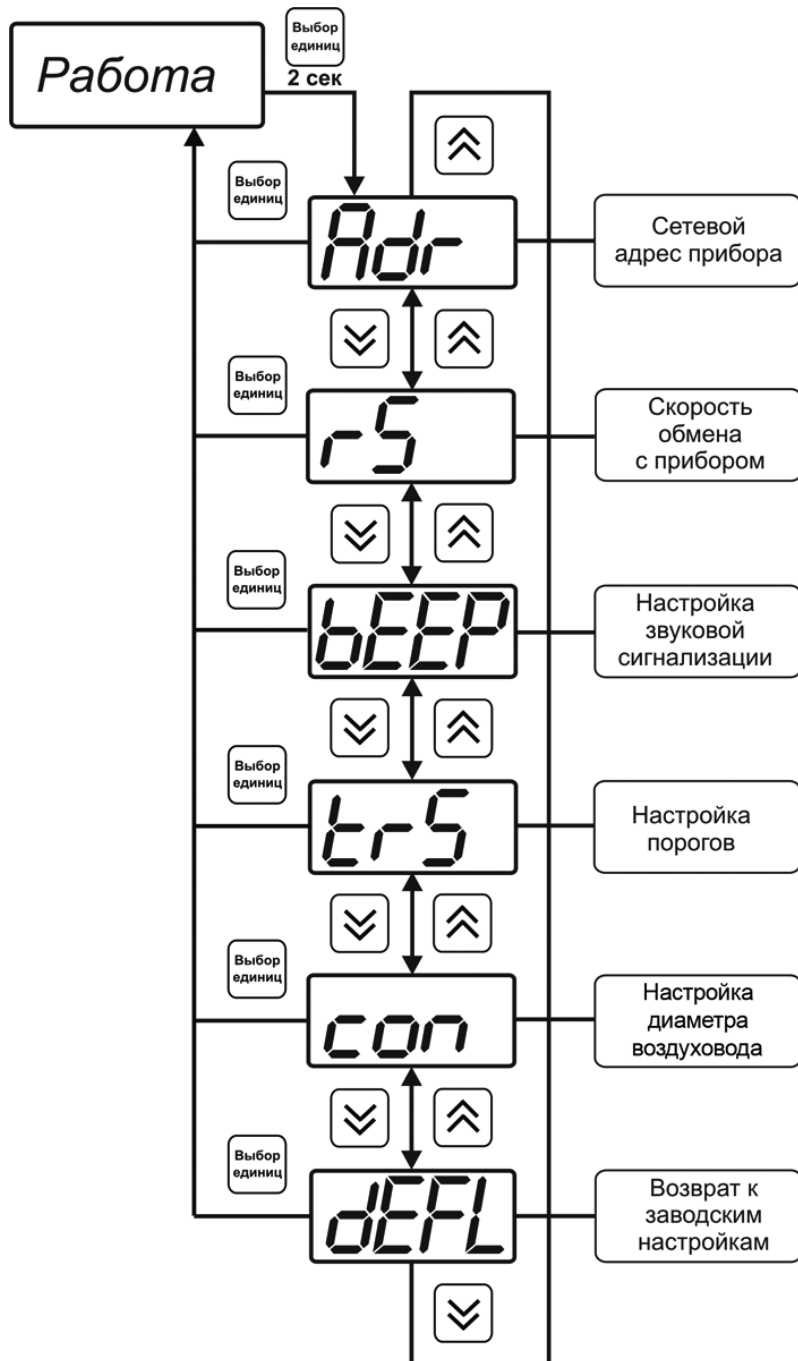 Работа
Выбор
единиц
2 сек
Выбор
единиц
Adr
Сетевой
адрес прибора
Выбор
единиц
rS
Скорость
обмена
с прибором
Выбор
единиц
bEEP
Настройка
звуковой
сигнализации
Выбор
единиц
trS
Настройка
порогов
Выбор
единиц
con
Настройка
диаметра
воздуховода
Выбор
единиц
dEFL
Возврат к
заводским
настройкам